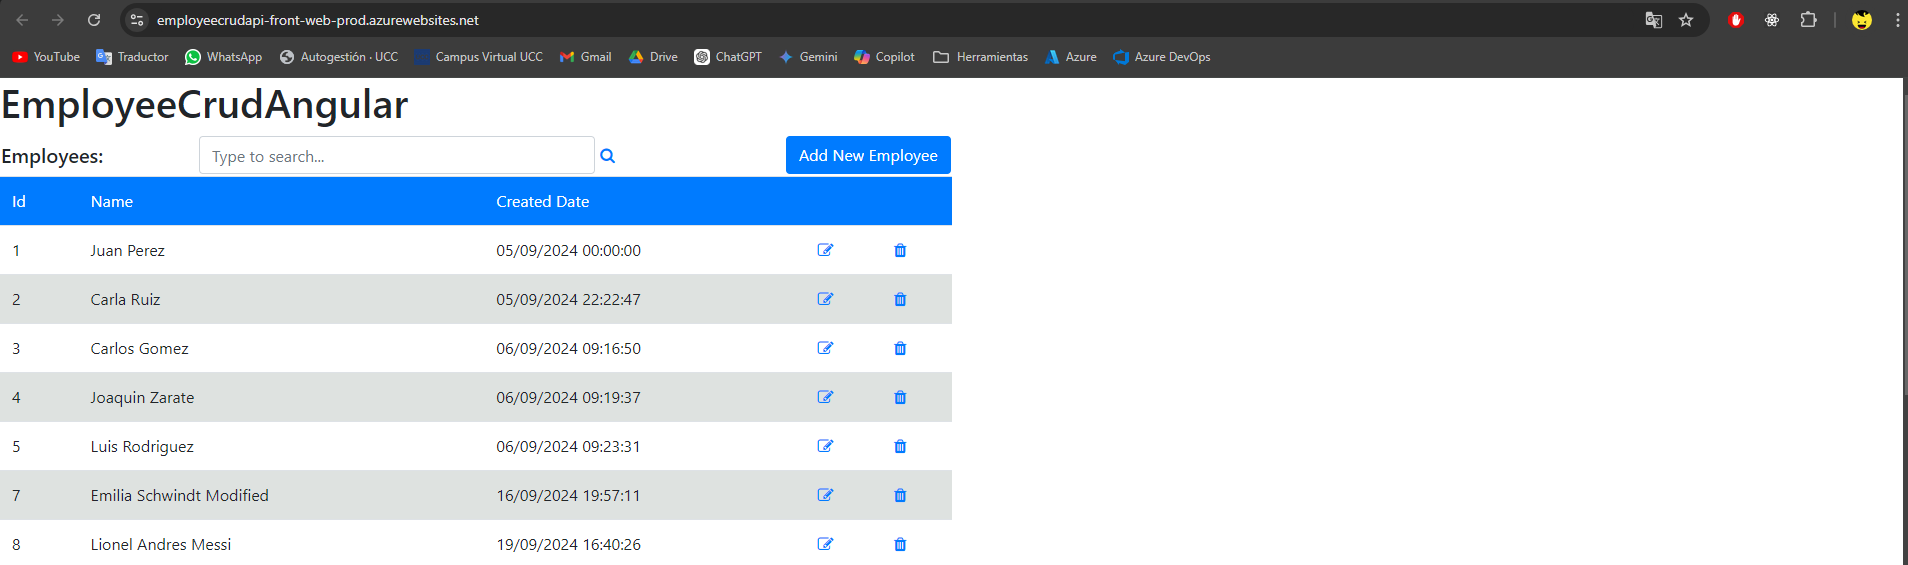 employeecrudapi-front-web-prod.azurewebsites.net
YouTube Traductor WhatsApp Autogestión · UCC Campus Virtual UCC Gmail Drive ChatGPT Gemini Copilot Herramientas Azure Azure DevOps
EmployeeCrudAngular
Employees: Type to search... Add New Employee
Id Name Created Date
1 Juan Perez 05/09/2024 00:00:00
2 Carla Ruiz 05/09/2024 22:22:47
3 Carlos Gomez 06/09/2024 09:16:50
4 Joaquin Zarate 06/09/2024 09:19:37
5 Luis Rodriguez 06/09/2024 09:23:31
7 Emilia Schwindt Modified 16/09/2024 19:57:11
8 Lionel Andres Messi 19/09/2024 16:40:26